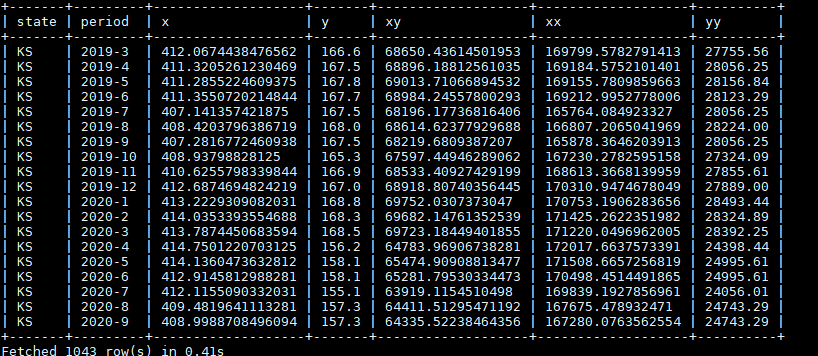 | state | period | x | y | xy | xx | yy |
| KS | 2019-3 | 412.0674438476562 | 166.6 | 68650.43614501953 | 169799.5782791413 | 27755.56 |
| KS | 2019-4 | 411.3205261230469 | 167.5 | 68896.18812561035 | 169184.5752101401 | 28056.25 |
| KS | 2019-5 | 411.2855224609375 | 167.8 | 69013.71066894532 | 169155.7809859663 | 28156.84 |
| KS | 2019-6 | 411.3550720214844 | 167.7 | 68984.24557800293 | 169212.9952778006 | 28123.29 |
| KS | 2019-7 | 407.141357421875 | 167.5 | 68196.17736816406 | 165764.084923327 | 28056.25 |
| KS | 2019-8 | 408.4203796386719 | 168.0 | 68614.62377929688 | 166807.2065041969 | 28224.00 |
| KS | 2019-9 | 407.2816772460938 | 167.5 | 68219.6809387207 | 165878.3646203913 | 28056.25 |
| KS | 2019-10 | 408.93798828125 | 165.3 | 67597.44946289062 | 167230.2782595158 | 27324.09 |
| KS | 2019-11 | 410.6255798339844 | 166.9 | 68533.40927429199 | 168613.3668139959 | 27855.61 |
| KS | 2019-12 | 412.6874694824219 | 167.0 | 68918.80740356445 | 170310.9474678049 | 27889.00 |
| KS | 2020-1 | 413.2229309082031 | 168.8 | 69752.0307373047 | 170753.1906283656 | 28493.44 |
| KS | 2020-2 | 414.0353393554688 | 168.3 | 69682.14761352539 | 171425.2622351982 | 28324.89 |
| KS | 2020-3 | 413.7874450683594 | 168.5 | 69723.18449401855 | 171220.0496962005 | 28392.25 |
| KS | 2020-4 | 414.7501220703125 | 156.2 | 64783.96906738281 | 172017.6637573391 | 24398.44 |
| KS | 2020-5 | 414.1360473632812 | 158.1 | 65474.90908813477 | 171508.6657256819 | 24995.61 |
| KS | 2020-6 | 412.9145812988281 | 158.1 | 65281.79530334473 | 170498.4514491865 | 24995.61 |
| KS | 2020-7 | 412.1155090332031 | 155.1 | 63919.1154510498 | 169839.1927856961 | 24056.01 |
| KS | 2020-8 | 409.4819641113281 | 157.3 | 64411.51295471192 | 167675.478932471 | 24743.29 |
| KS | 2020-9 | 408.9988708496094 | 157.3 | 64335.52238464356 | 167280.0763562554 | 24743.29 |
Fetched 1043 row(s) in 0.41s